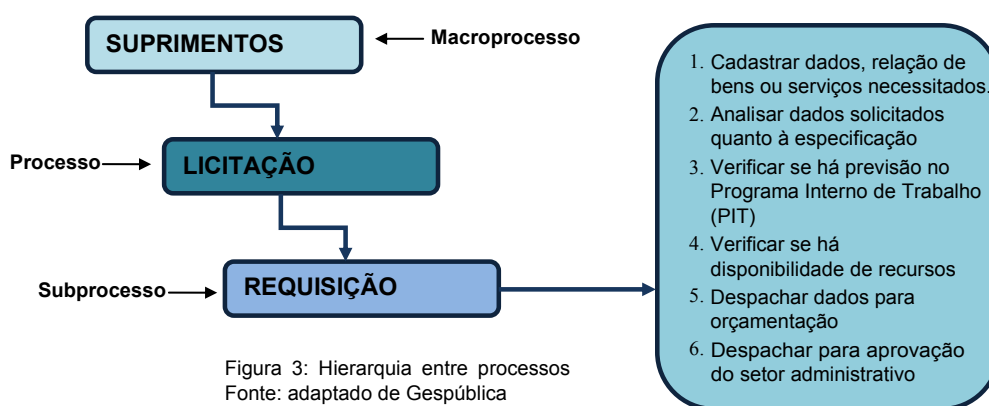 SUPRIMENTOS
Macroprocesso
Processo
LICITAÇÃO
Subprocesso
REQUISIÇÃO
1. Cadastrar dados, relação de
bens ou serviços necessitados.
2. Analisar dados solicitados
quanto à especificação
3. Verificar se há previsão no
Programa Interno de Trabalho
(PIT)
4. Verificar se há
disponibilidade de recursos
5. Despachar dados para
orçamentação
6. Despachar para aprovação
do setor administrativo
Figura 3: Hierarquia entre processos
Fonte: adaptado de Gespública